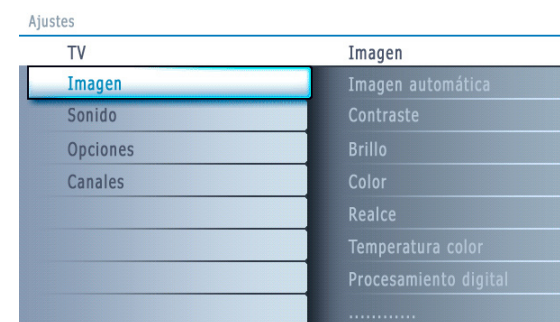 Ajustes
TV
Imagen
Sonido
Opciones
Canales
Imagen
Imagen automática
Contraste
Brillo
Color
Realce
Temperatura color
Procesamiento digital
............